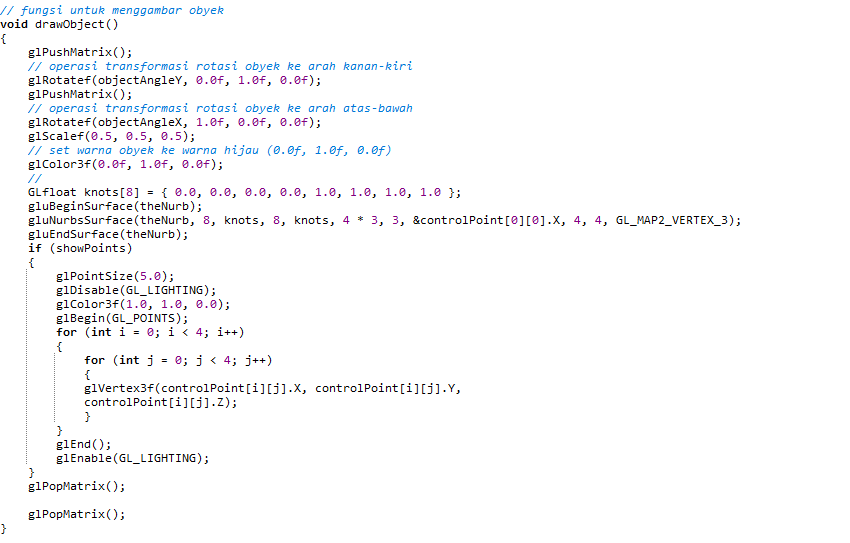 // fungsi untuk menggambar obyek
void drawObject()
{
    glPushMatrix();
    // operasi transformasi rotasi obyek ke arah kanan-kiri
    glRotatef(objectAngleY, 0.0f, 1.0f, 0.0f);
    glPushMatrix();
    // operasi transformasi rotasi obyek ke arah atas-bawah
    glRotatef(objectAngleX, 1.0f, 0.0f, 0.0f);
    glScalef(0.5, 0.5, 0.5);
    // set warna obyek ke warna hijau (0.0f, 1.0f, 0.0f)
    glColor3f(0.0f, 1.0f, 0.0f);
    //
    GLfloat knots[8] = { 0.0, 0.0, 0.0, 0.0, 1.0, 1.0, 1.0, 1.0 };
    gluBeginSurface(theNurb);
    gluNurbsSurface(theNurb, 8, knots, 8, knots, 4 * 3, 3, &controlPoint[0][0].X, 4, 4, GL_MAP2_VERTEX_3);
    gluEndSurface(theNurb);
    if (showPoints)
    {
        glPointSize(5.0);
        glDisable(GL_LIGHTING);
        glColor3f(1.0, 1.0, 0.0);
        glBegin(GL_POINTS);
        for (int i = 0; i < 4; i++)
        {
            for (int j = 0; j < 4; j++)
            {
            glVertex3f(controlPoint[i][j].X, controlPoint[i][j].Y,
            controlPoint[i][j].Z);
            }
        }
        glEnd();
        glEnable(GL_LIGHTING);
    }
    glPopMatrix();

    glPopMatrix();
}